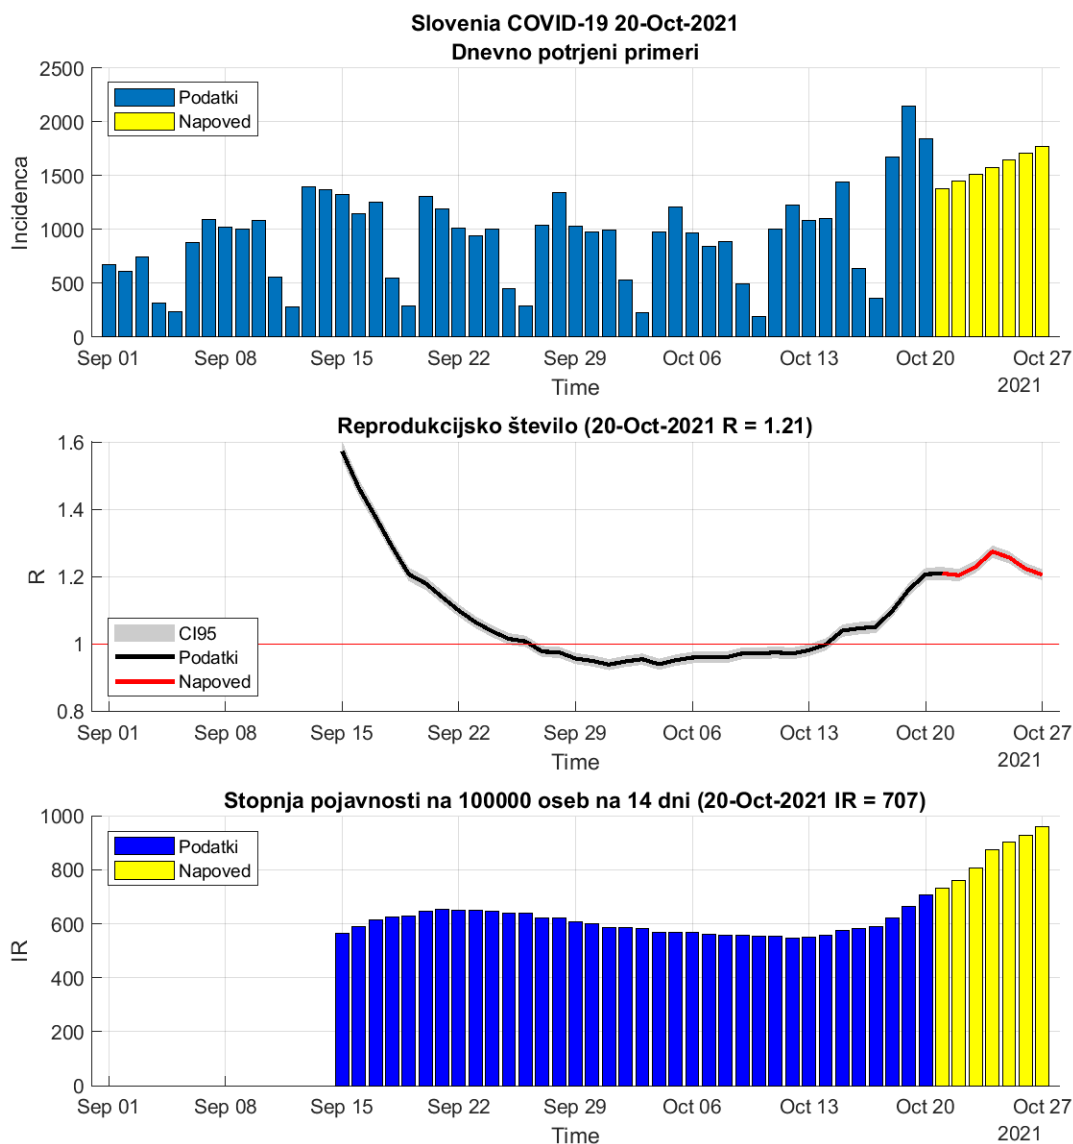 Slovenia COVID-19 20-Oct-2021
Dnevno potrjeni primeri
2500
2000
1500
1000
500
0
Incidenca
Podatki
Napoved
Sep 01
Sep 08
Sep 15
Sep 22
Sep 29
Oct 06
Oct 13
Oct 20
Oct 27
2021
Time
Reprodukcijsko število (20-Oct-2021 R = 1.21)
1.6
1.4
1.2
1
0.8
R
CI95
Podatki
Napoved
Sep 01
Sep 08
Sep 15
Sep 22
Sep 29
Oct 06
Oct 13
Oct 20
Oct 27
2021
Time
Stopnja pojavnosti na 100000 oseb na 14 dni (20-Oct-2021 IR = 707)
1000
800
600
400
200
0
IR
Podatki
Napoved
Sep 01
Sep 08
Sep 15
Sep 22
Sep 29
Oct 06
Oct 13
Oct 20
Oct 27
2021
Time